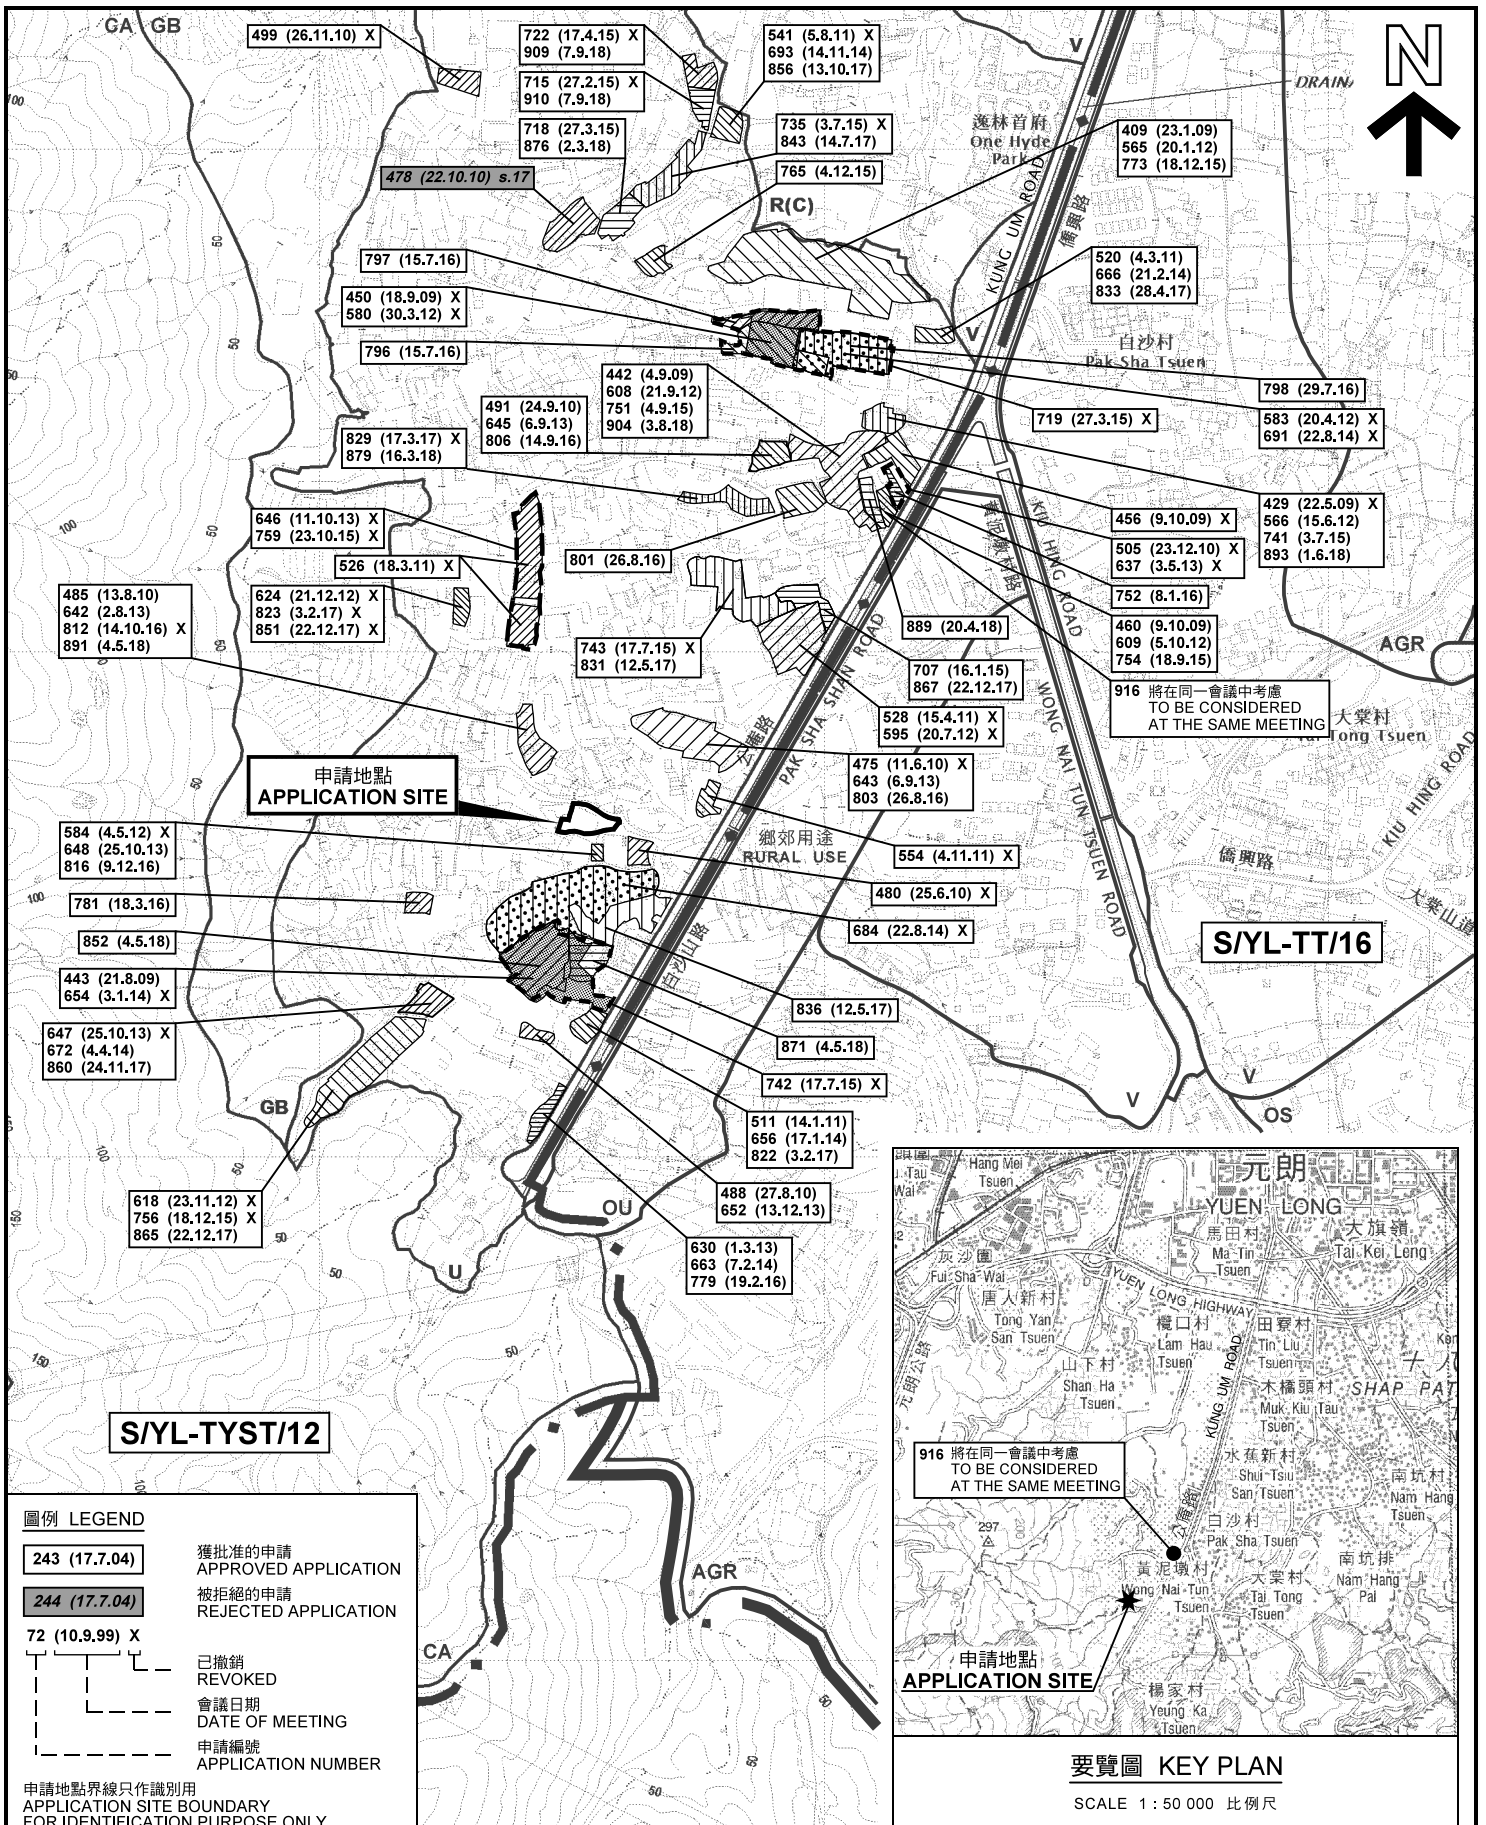 CA GB
499 (26.11.10) X
722 (17.4.15) X
909 (7.9.18)
541 (5.8.11) X
693 (14.11.14)
856 (13.10.17)
V
N
DRAIN
715 (27.2.15) X
910 (7.9.18)
718 (27.3.15)
876 (2.3.18)
735 (3.7.15) X
843 (14.7.17)
逸林首府
One Hyde
Park
409 (23.1.09)
565 (20.1.12)
773 (18.12.15)
478 (22.10.10) s.17
765 (4.12.15)
R(C)
KUNG UM ROAD
僑興路
797 (15.7.16)
520 (4.3.11)
666 (21.2.14)
833 (28.4.17)
450 (18.9.09) X
580 (30.3.12) X
796 (15.7.16)
V
白沙村
Pak Sha Tsuen
442 (4.9.09)
608 (21.9.12)
751 (4.9.15)
904 (3.8.18)
798 (29.7.16)
491 (24.9.10)
645 (6.9.13)
806 (14.9.16)
719 (27.3.15) X
583 (20.4.12) X
691 (22.8.14) X
829 (17.3.17) X
879 (16.3.18)
646 (11.10.13) X
759 (23.10.15) X
526 (18.3.11) X
801 (26.8.16)
黃泥墩村路
KIU HING ROAD
456 (9.10.09) X
429 (22.5.09) X
566 (15.6.12)
741 (3.7.15)
893 (1.6.18)
505 (23.12.10) X
637 (3.5.13) X
752 (8.1.16)
485 (13.8.10)
642 (2.8.13)
812 (14.10.16) X
891 (4.5.18)
624 (21.12.12) X
823 (3.2.17) X
851 (22.12.17) X
743 (17.7.15) X
831 (12.5.17)
889 (20.4.18)
460 (9.10.09)
609 (5.10.12)
754 (18.9.15)
AGR
707 (16.1.15)
867 (22.12.17)
916 將在同一會議中考慮
TO BE CONSIDERED
AT THE SAME MEETING
528 (15.4.11) X
595 (20.7.12) X
大棠村
Tong Tsuen
公庵路
PAK SHA SHAN ROAD
WONG NAI TUN TSUEN ROAD
KIU HING ROAD
475 (11.6.10) X
643 (6.9.13)
803 (26.8.16)
申請地點
APPLICATION SITE
584 (4.5.12) X
648 (25.10.13)
816 (9.12.16)
鄉郊用途
RURAL USE
554 (4.11.11) X
僑興路
大棠山道
781 (18.3.16)
480 (25.6.10) X
684 (22.8.14) X
S/YL-TT/16
852 (4.5.18)
白沙山路
443 (21.8.09)
654 (3.1.14) X
836 (12.5.17)
647 (25.10.13) X
672 (4.4.14)
860 (24.11.17)
871 (4.5.18)
742 (17.7.15) X
GB
V
V
OS
511 (14.1.11)
656 (17.1.14)
822 (3.2.17)
618 (23.11.12) X
756 (18.12.15) X
865 (22.12.17)
488 (27.8.10)
652 (13.12.13)
OU
U
630 (1.3.13)
663 (7.2.14)
779 (19.2.16)
S/YL-TYST/12
AGR
CA
元朗
YUEN LONG
Hang Mei
Tsuen
Tau
Wai
馬田村
Ma Tin
Tsuen
大旗嶺
Tai Kei Leng
灰沙圍
Fui Sha Wai
YUEN LONG HIGHWAY
唐人新村
Tong Yan
San Tsuen
欖口村
Lam Hau
Tsuen
田寮村
Tin Liu
Tsuen
元朗公路
山下村
Shan Ha
Tsuen
KUNG UM ROAD
木橋頭村
Muk Kiu Tau
Tsuen
十八
SHAP PAT
916 將在同一會議中考慮
TO BE CONSIDERED
AT THE SAME MEETING
水蕉新村
Shui Tsiu
San Tsuen
南坑村
Nam Hang
Tsuen
公庵路
白沙村
Pak Sha Tsuen
297
黃泥墩村
Wong Nai Tun
Tsuen
大棠村
Tai Tong
Tsuen
南坑排
Nam Hang
Pai
申請地點
APPLICATION SITE
楊家村
Yeung Ka
Tsuen
要覽圖 KEY PLAN
SCALE 1 : 50 000 比例尺
圖例 LEGEND
243 (17.7.04)
獲批准的申請
APPROVED APPLICATION
244 (17.7.04)
被拒絕的申請
REJECTED APPLICATION
72 (10.9.99) X
已撤銷
REVOKED
會議日期
DATE OF MEETING
申請編號
APPLICATION NUMBER
申請地點界線只作識別用
APPLICATION SITE BOUNDARY
FOR IDENTIFICATION PURPOSE ONLY